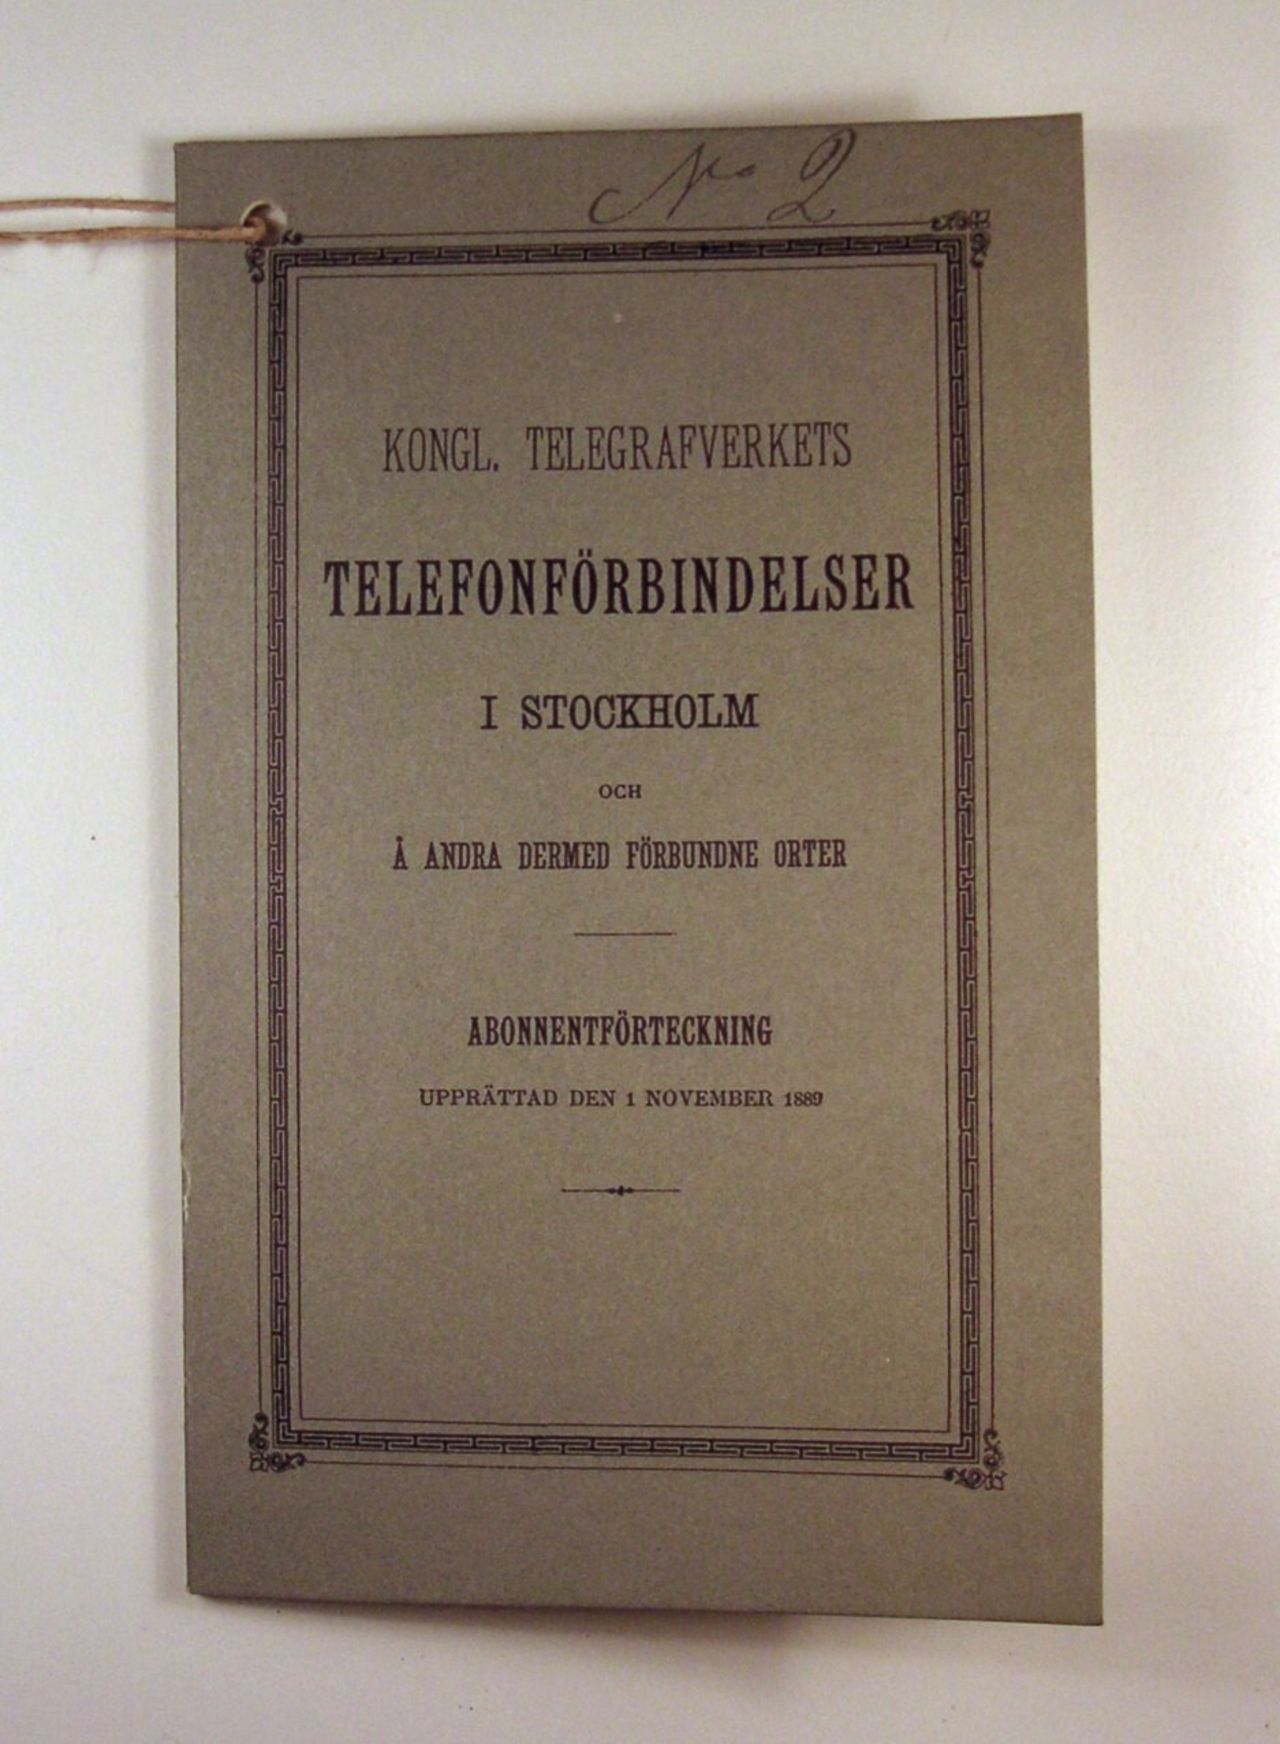 No 2
KONGL. TELEGRAFVERKETS
TELEFONFÖRBINDELSER
I STOCKHOLM
OCH
Å ANDRA DERMED FÖRBUNDNE ORTER
ABONNENTFÖRTECKNING
UPPRÄTTAD DEN 1 NOVEMBER 1889